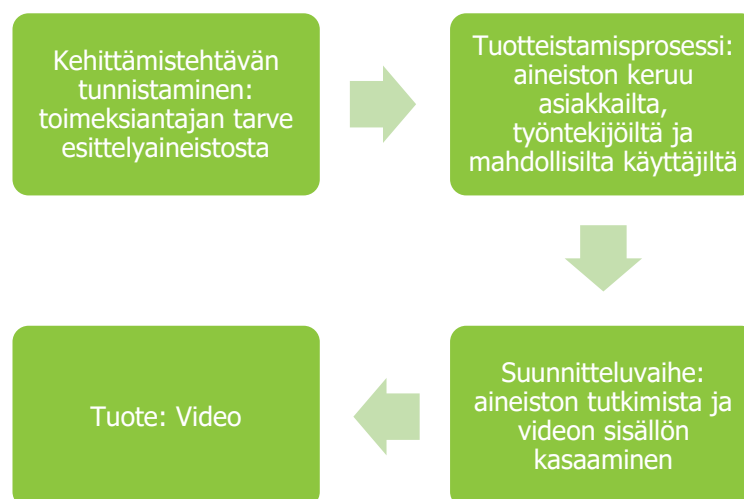 Kehittämistehtävän
tunnistaminen:
toimeksiantajan tarve
esittelyaineistosta
Tuotteistamisprosessi:
aineiston keruu
asiakkailta,
työntekijöiltä ja
mahdollisilta käyttäjiltä
Suunnitteluvaihe:
aineiston tutkimista ja
videon sisällön
kasaaminen
Tuote: Video